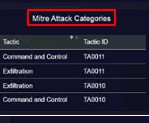 Mitre Attack Categories
Tactic Tactic ID
Command and Control TA0011
Exfiltration TA0011
Exfiltration TA0010
Command and Control TA0010